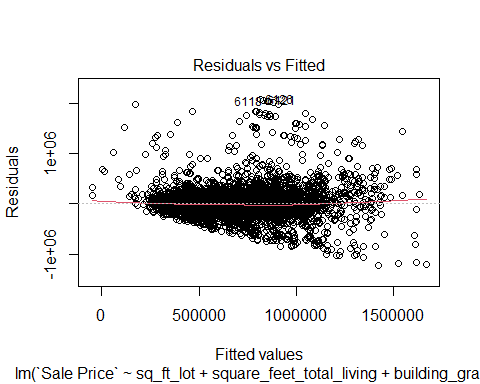 Residuals vs Fitted
Residuals
1e+06
-1e+06
6126
0
500000
1000000
1500000
Fitted values
lm(`Sale Price` ~ sq_ft_lot + square_feet_total_living + building_gra